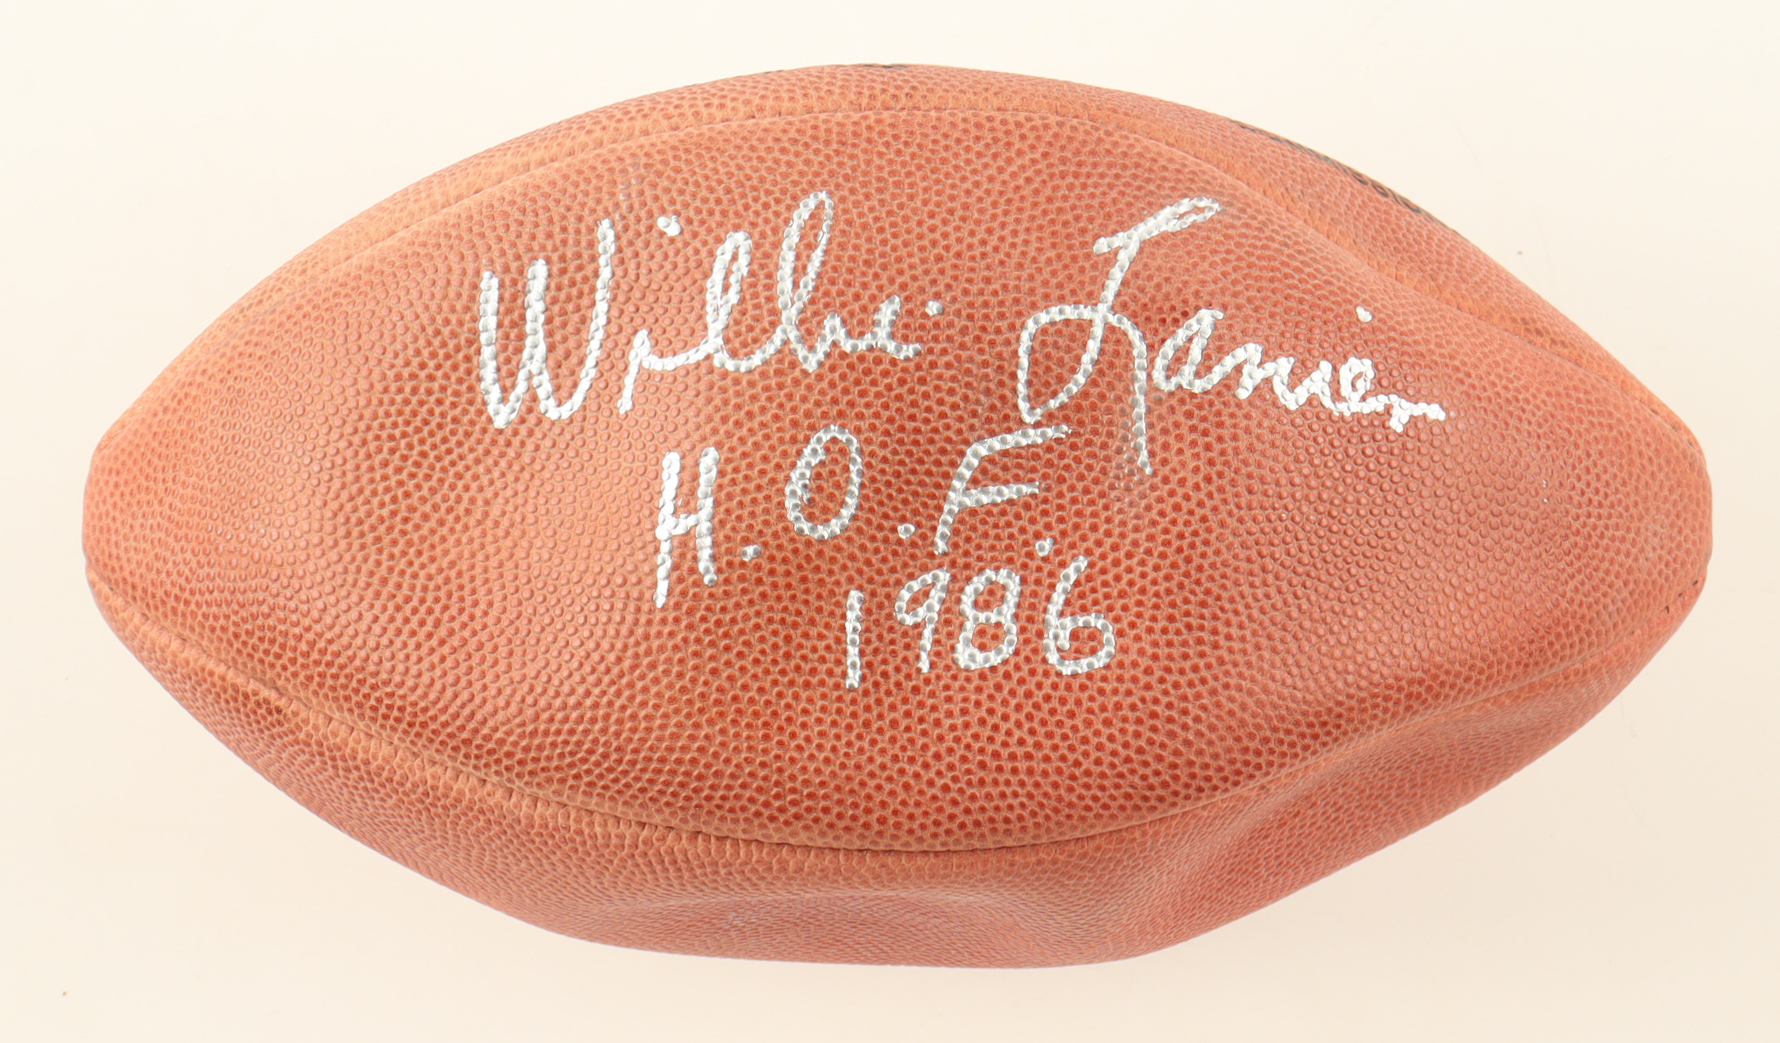 Willie Lanier
H.O.F.
1986